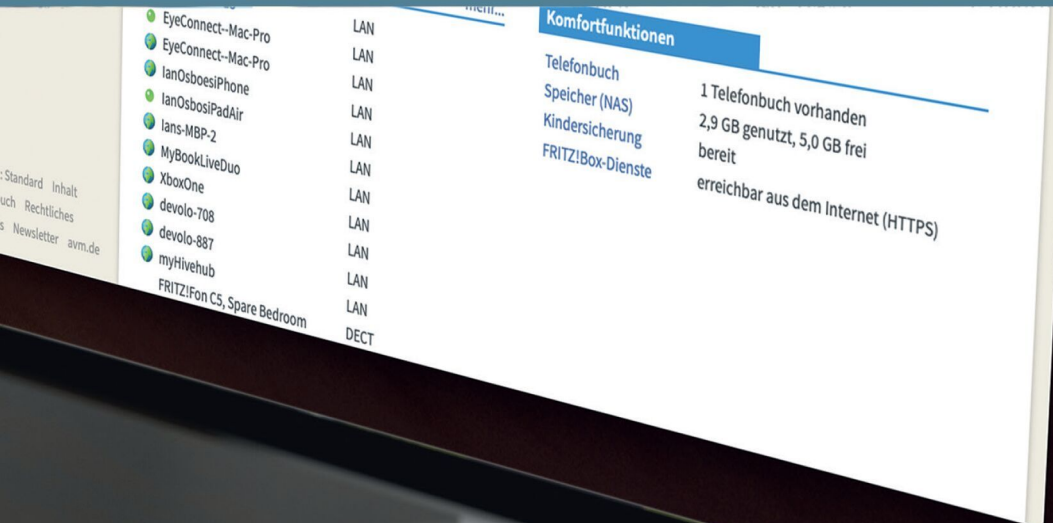 mehr...
EyeConnect--Mac-Pro LAN
EyeConnect--Mac-Pro LAN
IanOsboesiPhone LAN
IanOsbosiPadAir LAN
Ians-MBP-2 LAN
MyBookLiveDuo LAN
XboxOne LAN
devolo-708 LAN
devolo-887 LAN
myHivehub LAN
LAN
FRITZ!Fon C5, Spare Bedroom DECT
Komfortfunktionen
Telefonbuch 1 Telefonbuch vorhanden
Speicher (NAS) 2,9 GB genutzt, 5,0 GB frei
Kindersicherung bereit
FRITZ!Box-Dienste erreichbar aus dem Internet (HTTPS)
: Standard Inhalt
uch Rechtliches
s Newsletter avm.de